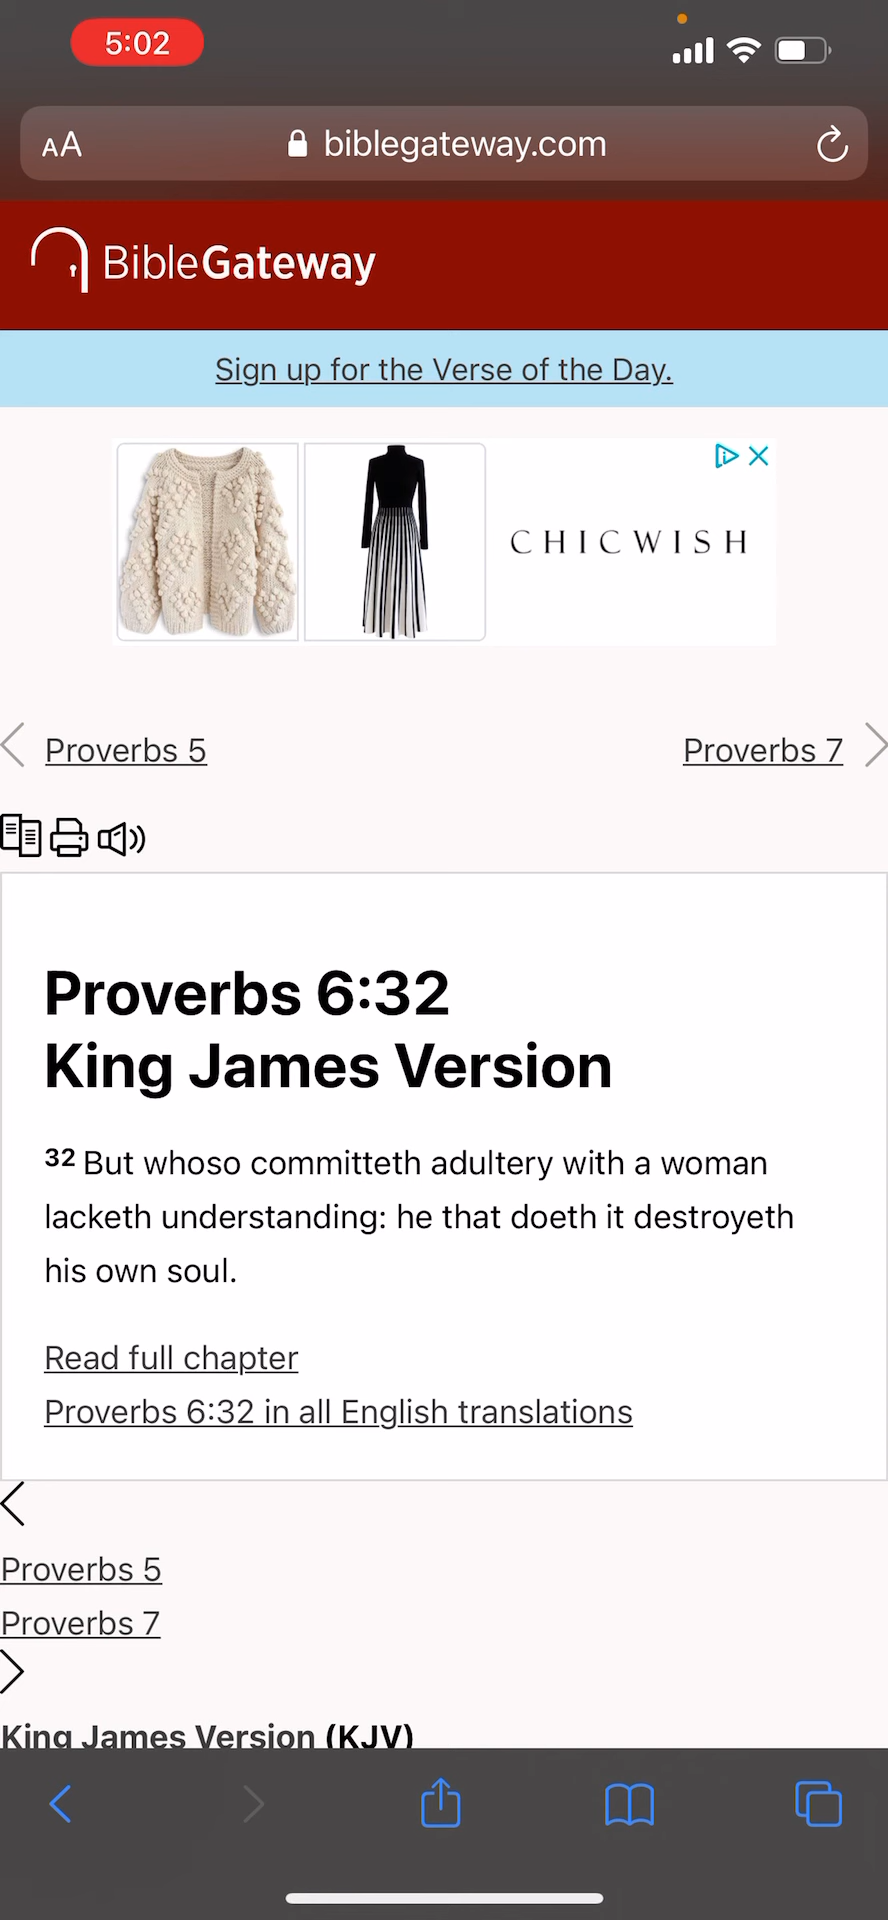 5:02
AA biblegateway.com
BibleGateway
Sign up for the Verse of the Day.
CHICWISH
Proverbs 5 Proverbs 7
Proverbs 6:32
King James Version
32 But whoso committeth adultery with a woman
lacketh understanding: he that doeth it destroyeth
his own soul.
Read full chapter
Proverbs 6:32 in all English translations
Proverbs 5
Proverbs 7
King James Version (KJV)